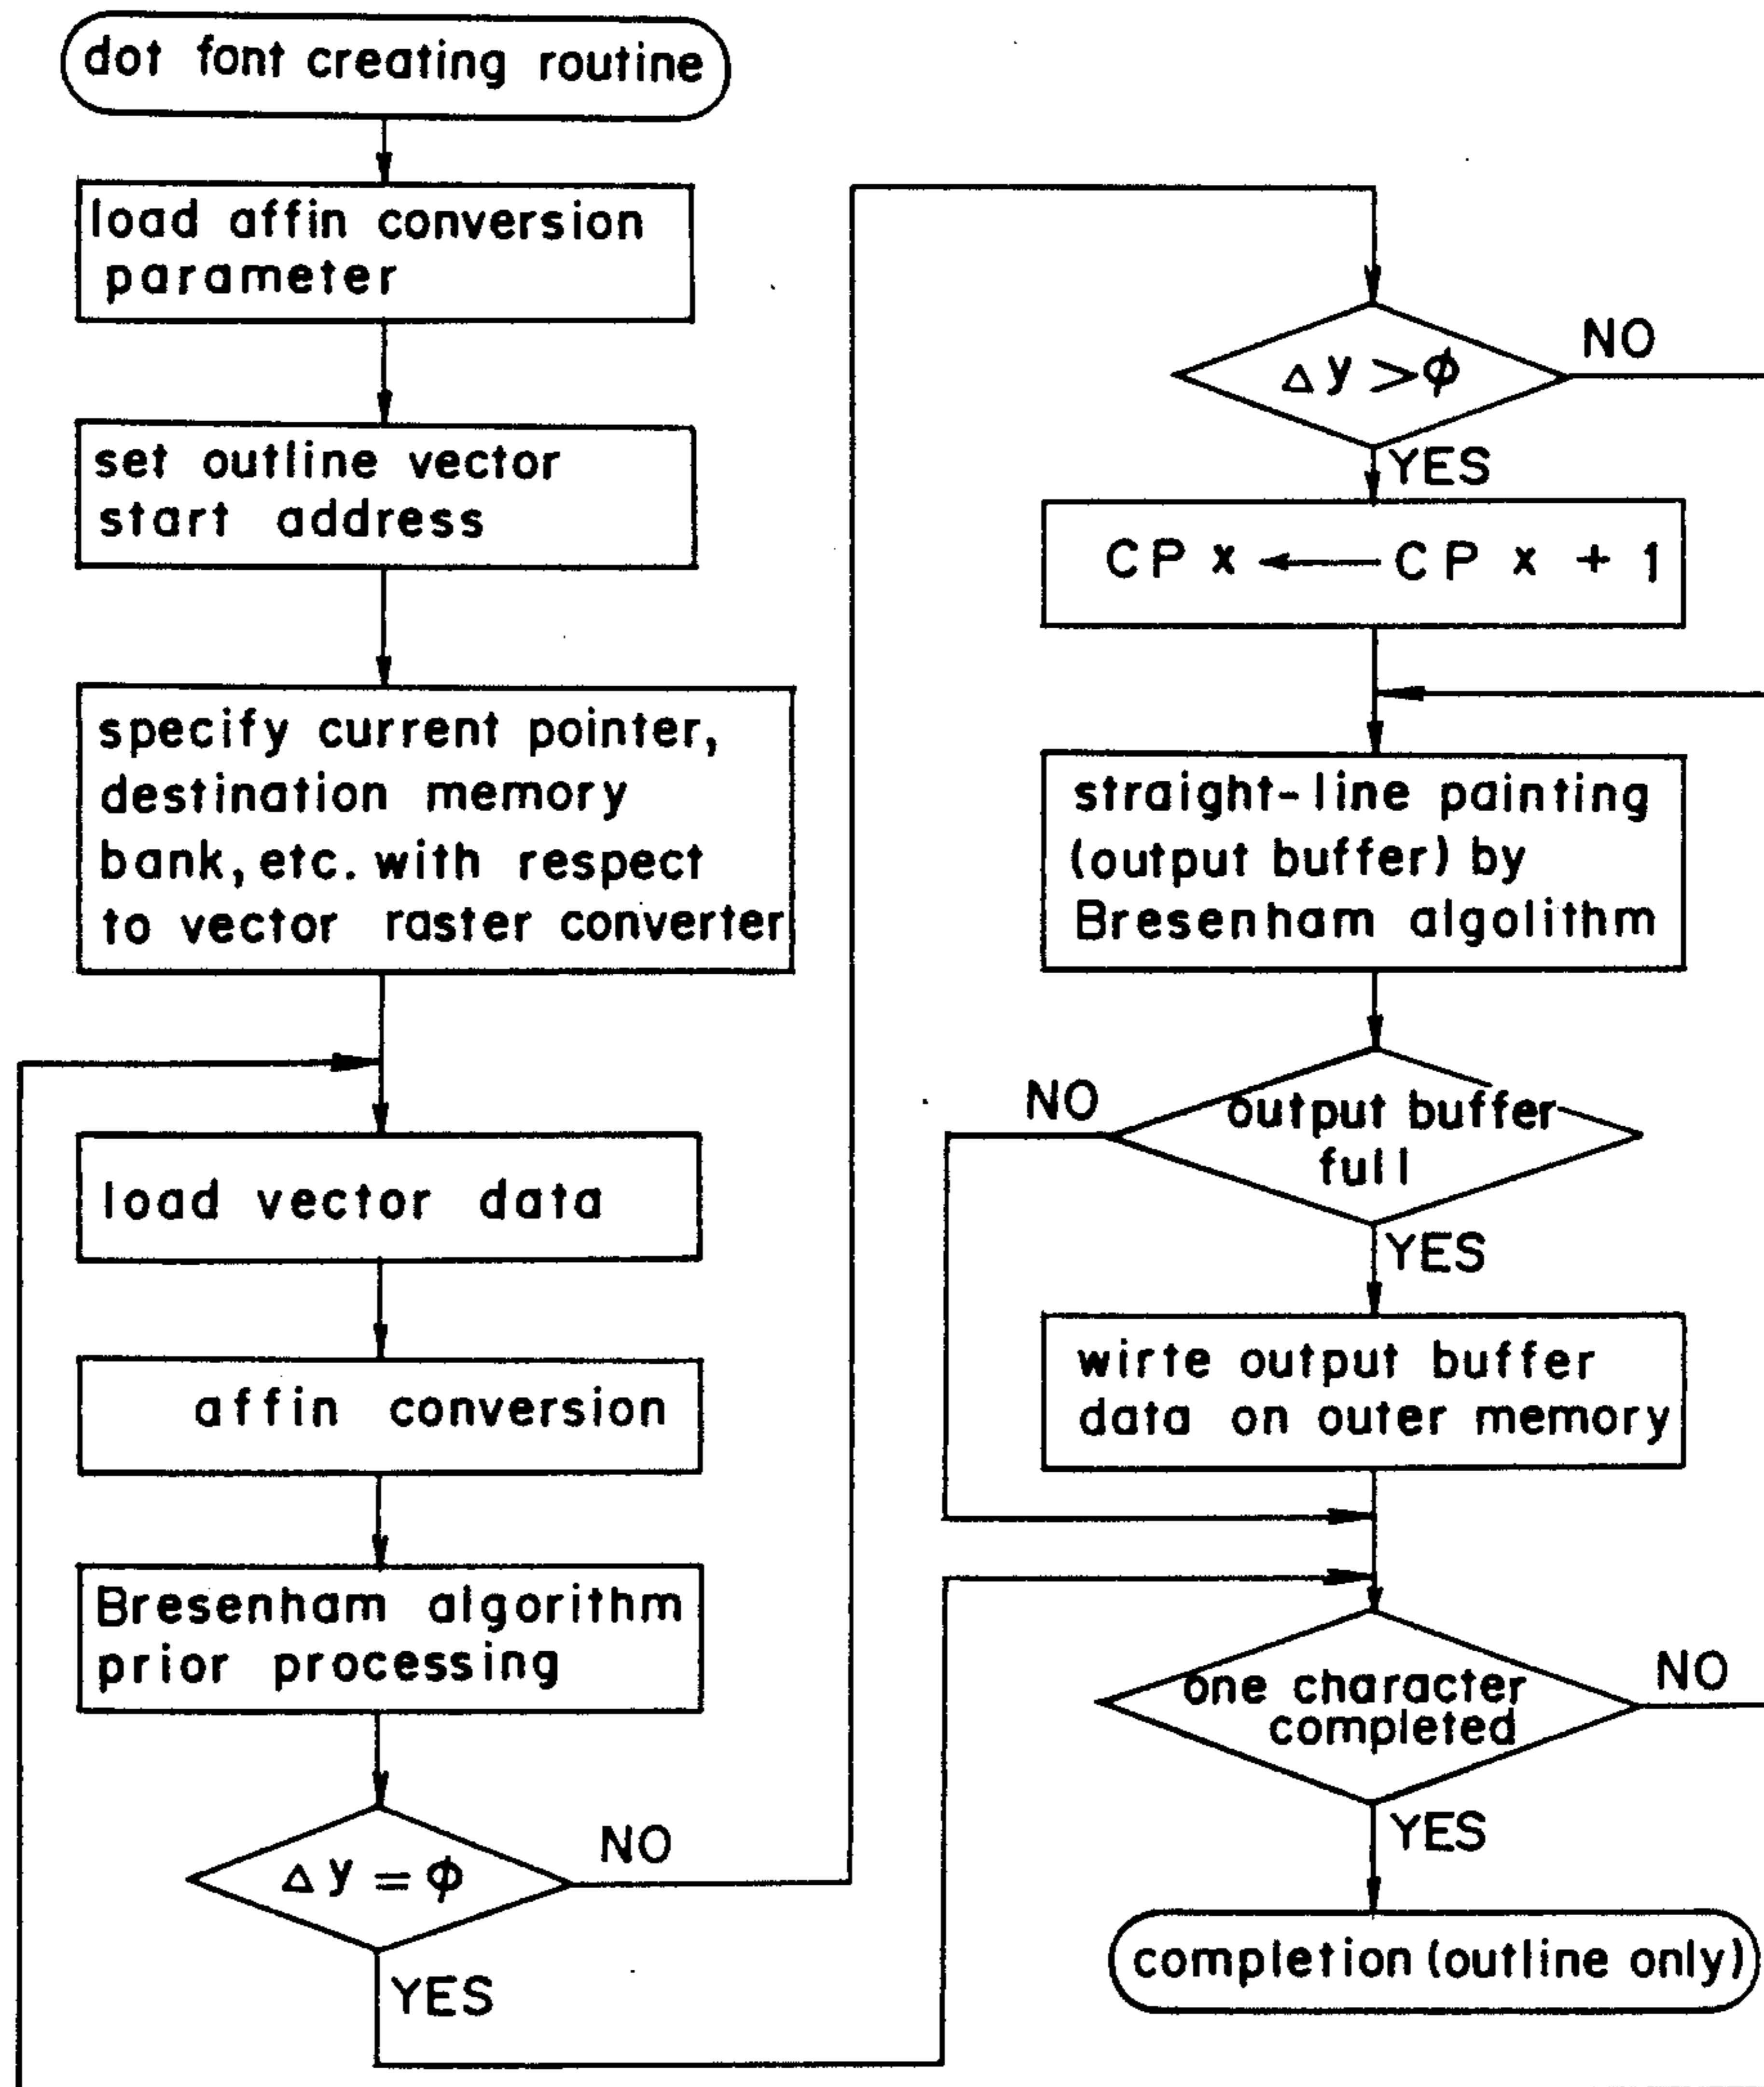 dot font creating routine
load affin conversion
parameter
set outline vector
start address
specify current pointer,
destination memory
bank, etc. with respect
to vector raster converter
load vector data
affin conversion
Bresenham algorithm
prior processing
Δy = ϕ
NO
YES
Δy > ϕ
NO
YES
CP x ← CP x + 1
straight-line painting
(output buffer) by
Bresenham algolithm
output buffer
full
NO
YES
wirte output buffer
data on outer memory
one character
completed
NO
YES
completion (outline only)